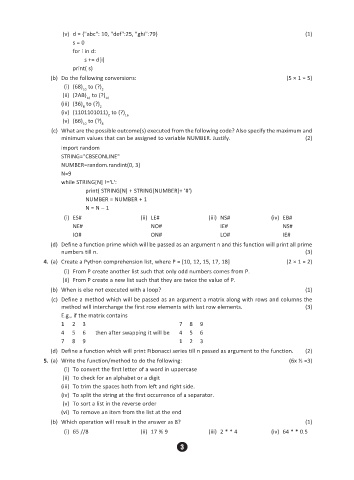 (v) d = {"abc": 10, "def":25, "ghi":79} (1)
s = 0
for i in d:
s += d[i]
print( s)
(b) Do the following conversions: (5 × 1 = 5)
(i) (68)₁₀ to (?)₂
(ii) (2AB)₁₆ to (?)₁₀
(iii) (36)₈ to (?)₂
(iv) (1101101011)₂ to (?)₁₆
(v) (68)₁₀ to (?)₈
(c) What are the possible outcome(s) executed from the following code? Also specify the maximum and
minimum values that can be assigned to variable NUMBER. Justify. (2)
import random
STRING="CBSEONLINE"
NUMBER=random.randint(0, 3)
N=9
while STRING[N] !='L':
print( STRING[N] + STRING[NUMBER]+ '#')
NUMBER = NUMBER + 1
N = N – 1
(i) ES# (ii) LE# (iii) NS# (iv) EB#
NE# NO# IE# NS#
IO# ON# LO# IE#
(d) Define a function prime which will be passed as an argument n and this function will print all prime
numbers till n. (3)
4. (a) Create a Python comprehension list, where P = [10, 12, 15, 17, 18] (2 × 1 = 2)
(i) From P create another list such that only odd numbers comes from P.
(ii) From P create a new list such that they are twice the value of P.
(b) When is else not executed with a loop? (1)
(c) Define a method which will be passed as an argument a matrix along with rows and columns the
method will interchange the first row elements with last row elements. (3)
E.g., if the matrix contains
1 2 3 7 8 9
4 5 6 then after swapping it will be 4 5 6
7 8 9 1 2 3
(d) Define a function which will print Fibonacci series till n passed as argument to the function. (2)
5. (a) Write the function/method to do the following: (6x ½ =3)
(i) To convert the first letter of a word in uppercase
(ii) To check for an alphabet or a digit
(iii) To trim the spaces both from left and right side.
(iv) To split the string at the first occurrence of a separator.
(v) To sort a list in the reverse order
(vi) To remove an item from the list at the end
(b) Which operation will result in the answer as 8? (1)
(i) 65 //8 (ii) 17 % 9 (iii) 2 * * 4 (iv) 64 * * 0.5
3